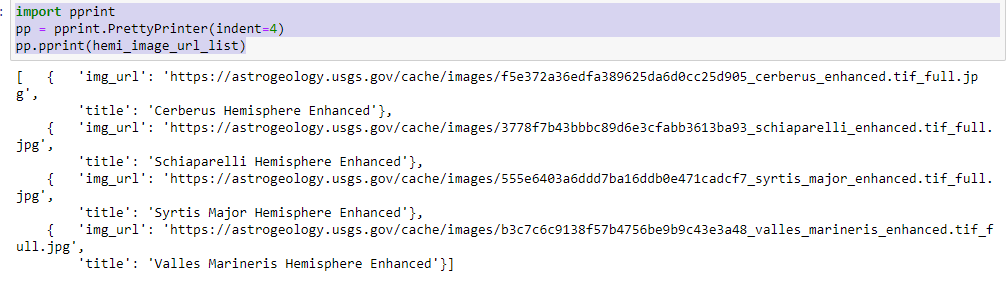 :
import pprint
pp = pprint.PrettyPrinter(indent=4)
pp.pprint(hemi_image_url_list)
[   {   'img_url': 'https://astrogeology.usgs.gov/cache/images/f5e372a36edfa389625da6d0cc25d905_cerberus_enhanced.tif_full.jp
g',
        'title': 'Cerberus Hemisphere Enhanced'},
    {   'img_url': 'https://astrogeology.usgs.gov/cache/images/3778f7b43bbbc89d6e3cfabb3613ba93_schiaparelli_enhanced.tif_full.
jpg',
        'title': 'Schiaparelli Hemisphere Enhanced'},
    {   'img_url': 'https://astrogeology.usgs.gov/cache/images/555e6403a6ddd7ba16ddb0e471cadcf7_syrtis_major_enhanced.tif_full.
jpg',
        'title': 'Syrtis Major Hemisphere Enhanced'},
    {   'img_url': 'https://astrogeology.usgs.gov/cache/images/b3c7c6c9138f57b4756be9b9c43e3a48_valles_marineris_enhanced.tif_f
ull.jpg',
        'title': 'Valles Marineris Hemisphere Enhanced'}]